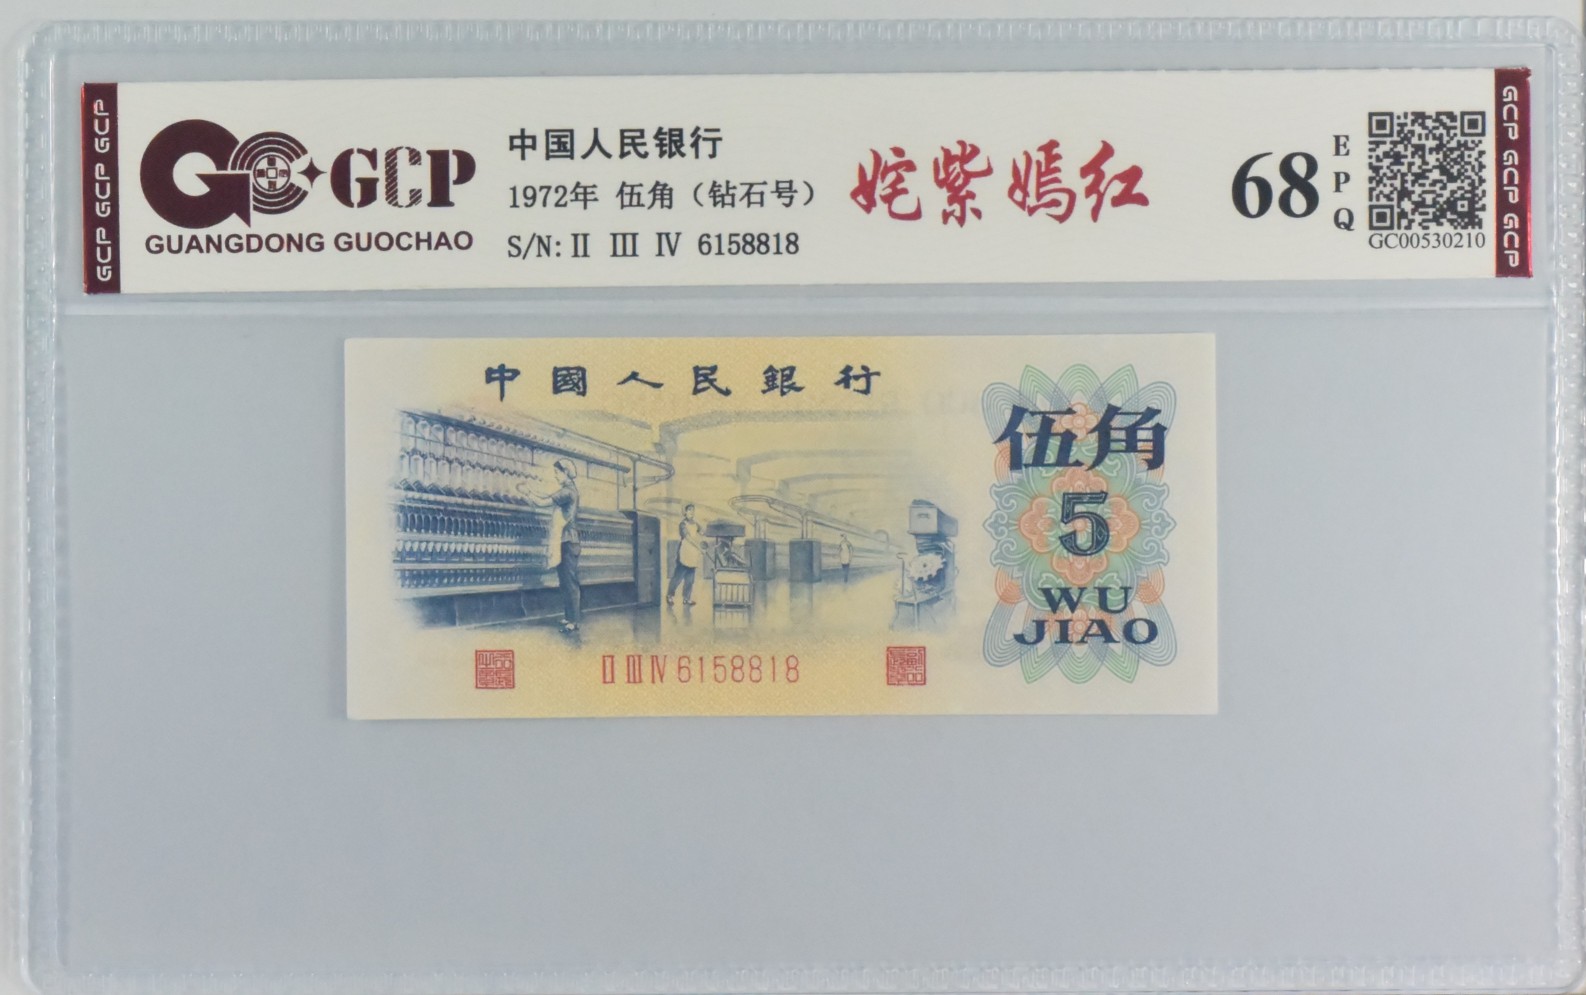 GCP GCP GCP
GCP
GUANGDONG GUOCHAO
中国人民银行
1972年 伍角（钻石号）
S/N: II III IV 6158818
姹紫嫣红
68
EPQ
GC00530210
GCP GCP GCP
中國人民銀行
伍角
5
WU
JIAO
II III IV 6158818